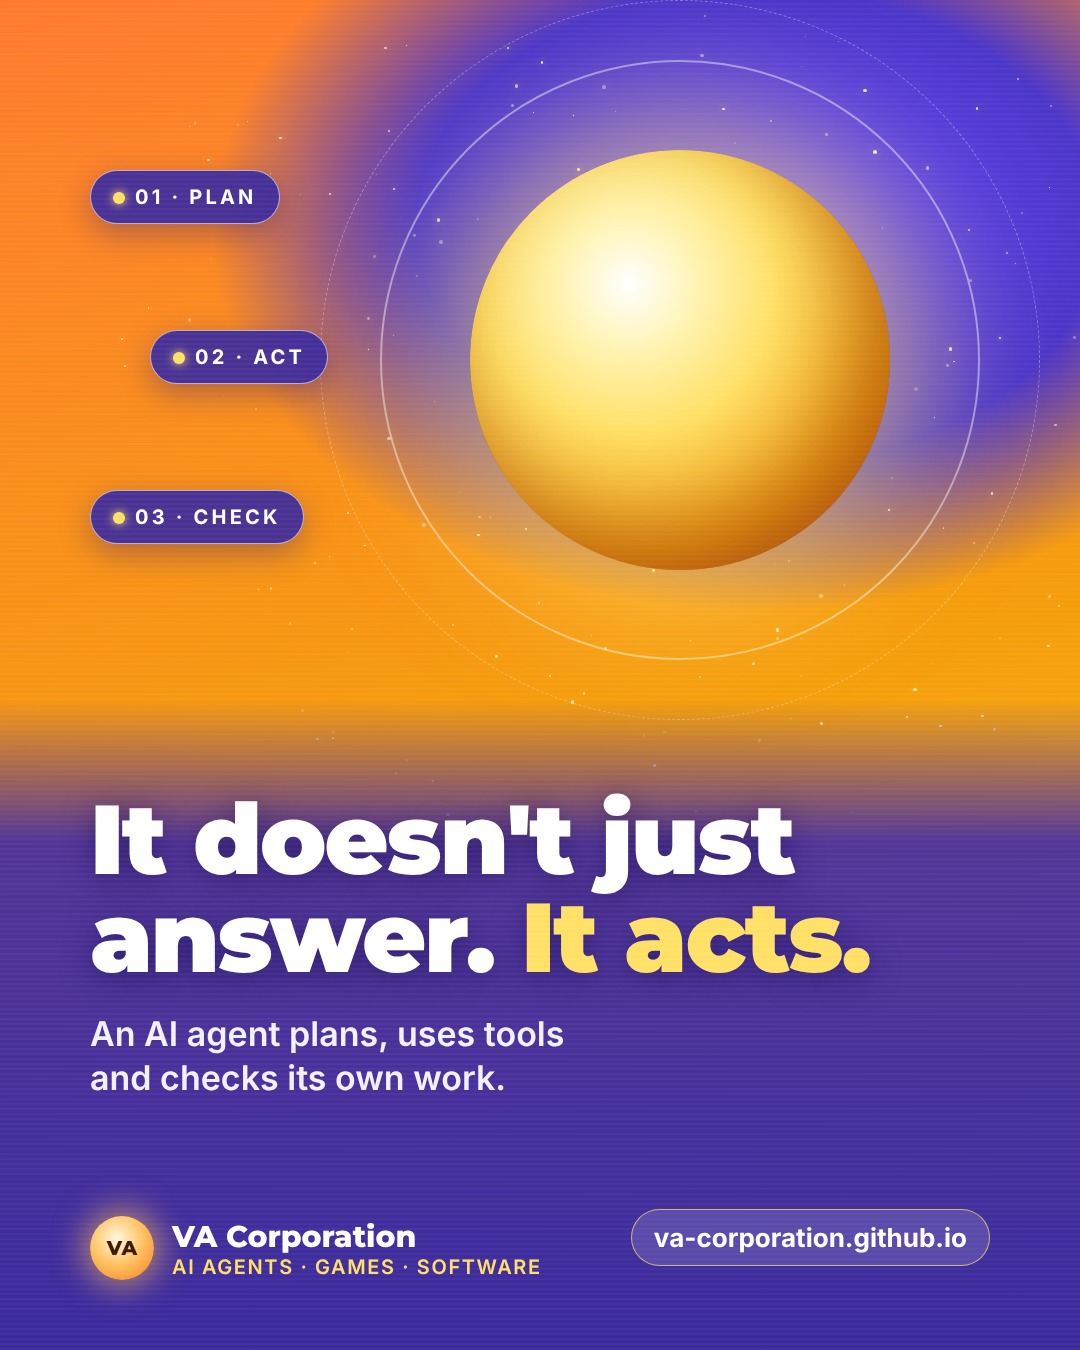 01 · PLAN
02 · ACT
03 · CHECK
It doesn't just
answer. It acts.
An AI agent plans, uses tools
and checks its own work.
VA
VA Corporation
AI AGENTS · GAMES · SOFTWARE
va-corporation.github.io